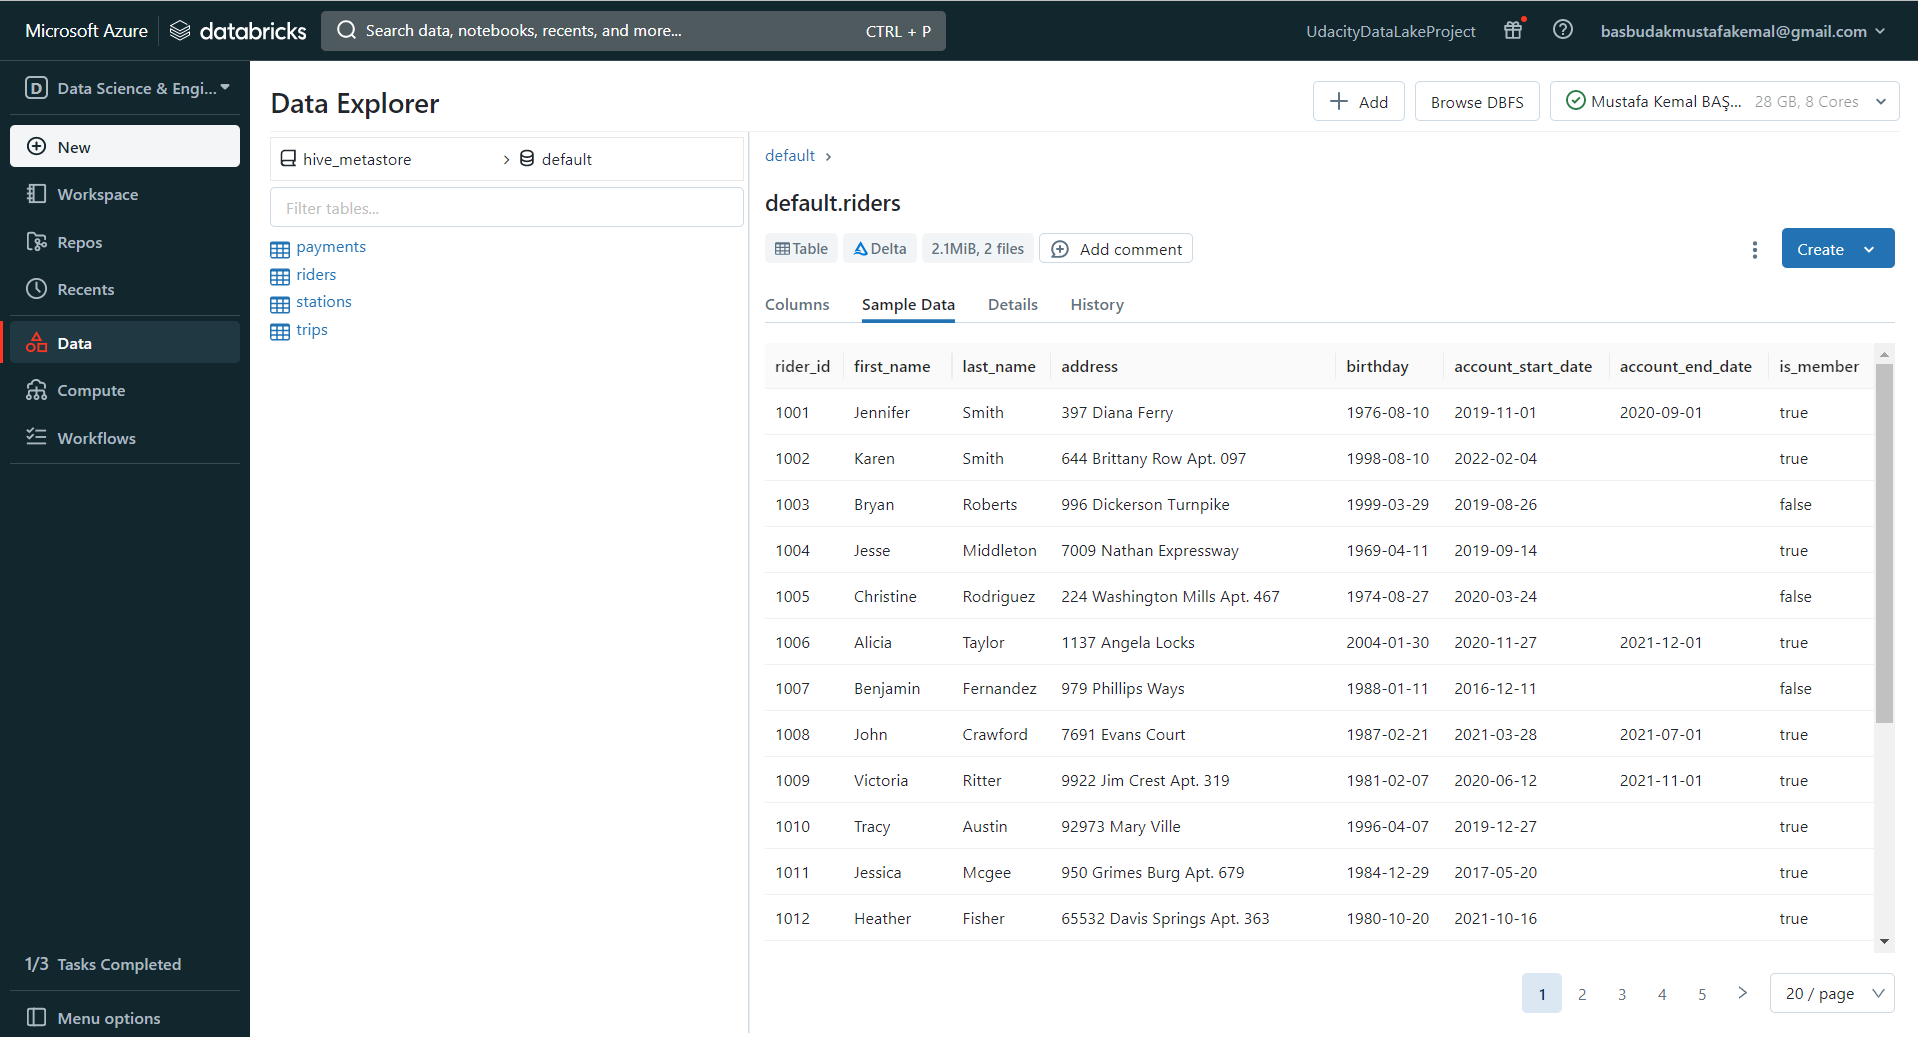 Microsoft Azure databricks Search data, notebooks, recents, and more... CTRL + P UdacityDataLakeProject basbudakmustafakemal@gmail.com
D Data Science & Engi...
New
Workspace
Repos
Recents
Data
Compute
Workflows
1/3 Tasks Completed
Menu options
Data Explorer
Add Browse DBFS Mustafa Kemal BAŞ... 28 GB, 8 Cores
hive_metastore > default
Filter tables...
payments
riders
stations
trips
default >
default.riders
Table Delta 2.1MiB, 2 files Add comment Create
Columns Sample Data Details History
rider_id first_name last_name address birthday account_start_date account_end_date is_member
1001 Jennifer Smith 397 Diana Ferry 1976-08-10 2019-11-01 2020-09-01 true
1002 Karen Smith 644 Brittany Row Apt. 097 1998-08-10 2022-02-04 true
1003 Bryan Roberts 996 Dickerson Turnpike 1999-03-29 2019-08-26 false
1004 Jesse Middleton 7009 Nathan Expressway 1969-04-11 2019-09-14 true
1005 Christine Rodriguez 224 Washington Mills Apt. 467 1974-08-27 2020-03-24 false
1006 Alicia Taylor 1137 Angela Locks 2004-01-30 2020-11-27 2021-12-01 true
1007 Benjamin Fernandez 979 Phillips Ways 1988-01-11 2016-12-11 false
1008 John Crawford 7691 Evans Court 1987-02-21 2021-03-28 2021-07-01 true
1009 Victoria Ritter 9922 Jim Crest Apt. 319 1981-02-07 2020-06-12 2021-11-01 true
1010 Tracy Austin 92973 Mary Ville 1996-04-07 2019-12-27 true
1011 Jessica Mcgee 950 Grimes Burg Apt. 679 1984-12-29 2017-05-20 true
1012 Heather Fisher 65532 Davis Springs Apt. 363 1980-10-20 2021-10-16 true
1 2 3 4 5 > 20 / page